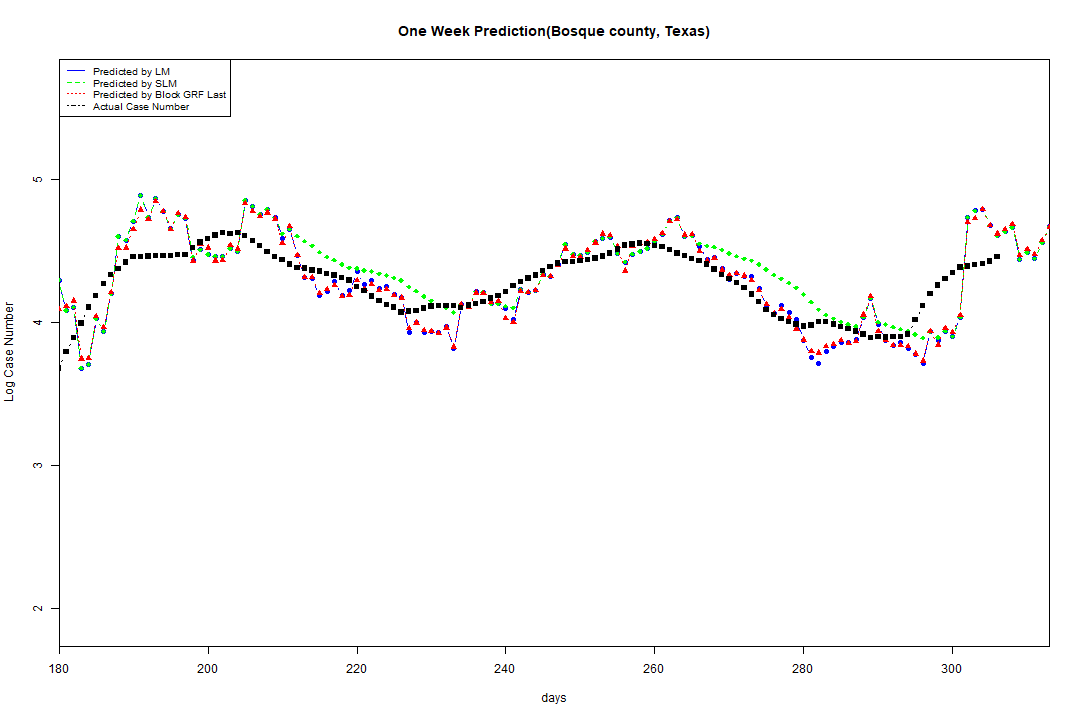 One Week Prediction(Bosque county, Texas)
Predicted by LM
Predicted by SLM
Predicted by Block GRF Last
Actual Case Number
5
4
3
2
Log Case Number
180 200 220 240 260 280 300
days